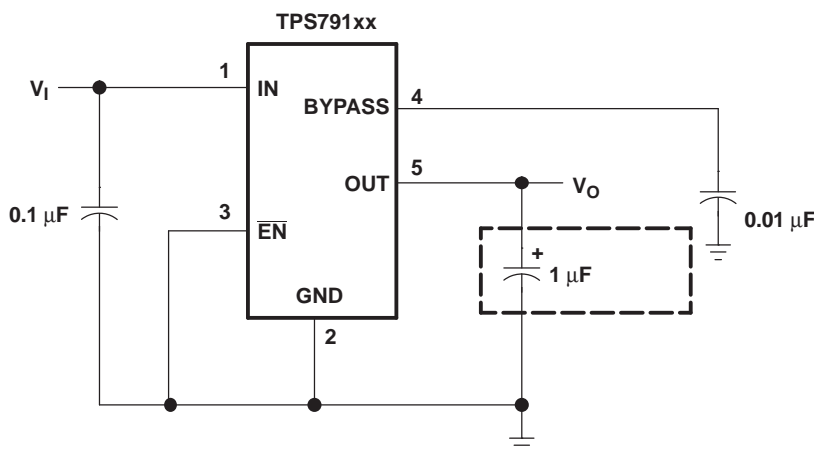 TPS791xx
1
V_I
IN
4
BYPASS
5
OUT
V_O
0.1 μF
3
E̅N̅
0.01 μF
+
1 μF
GND
2